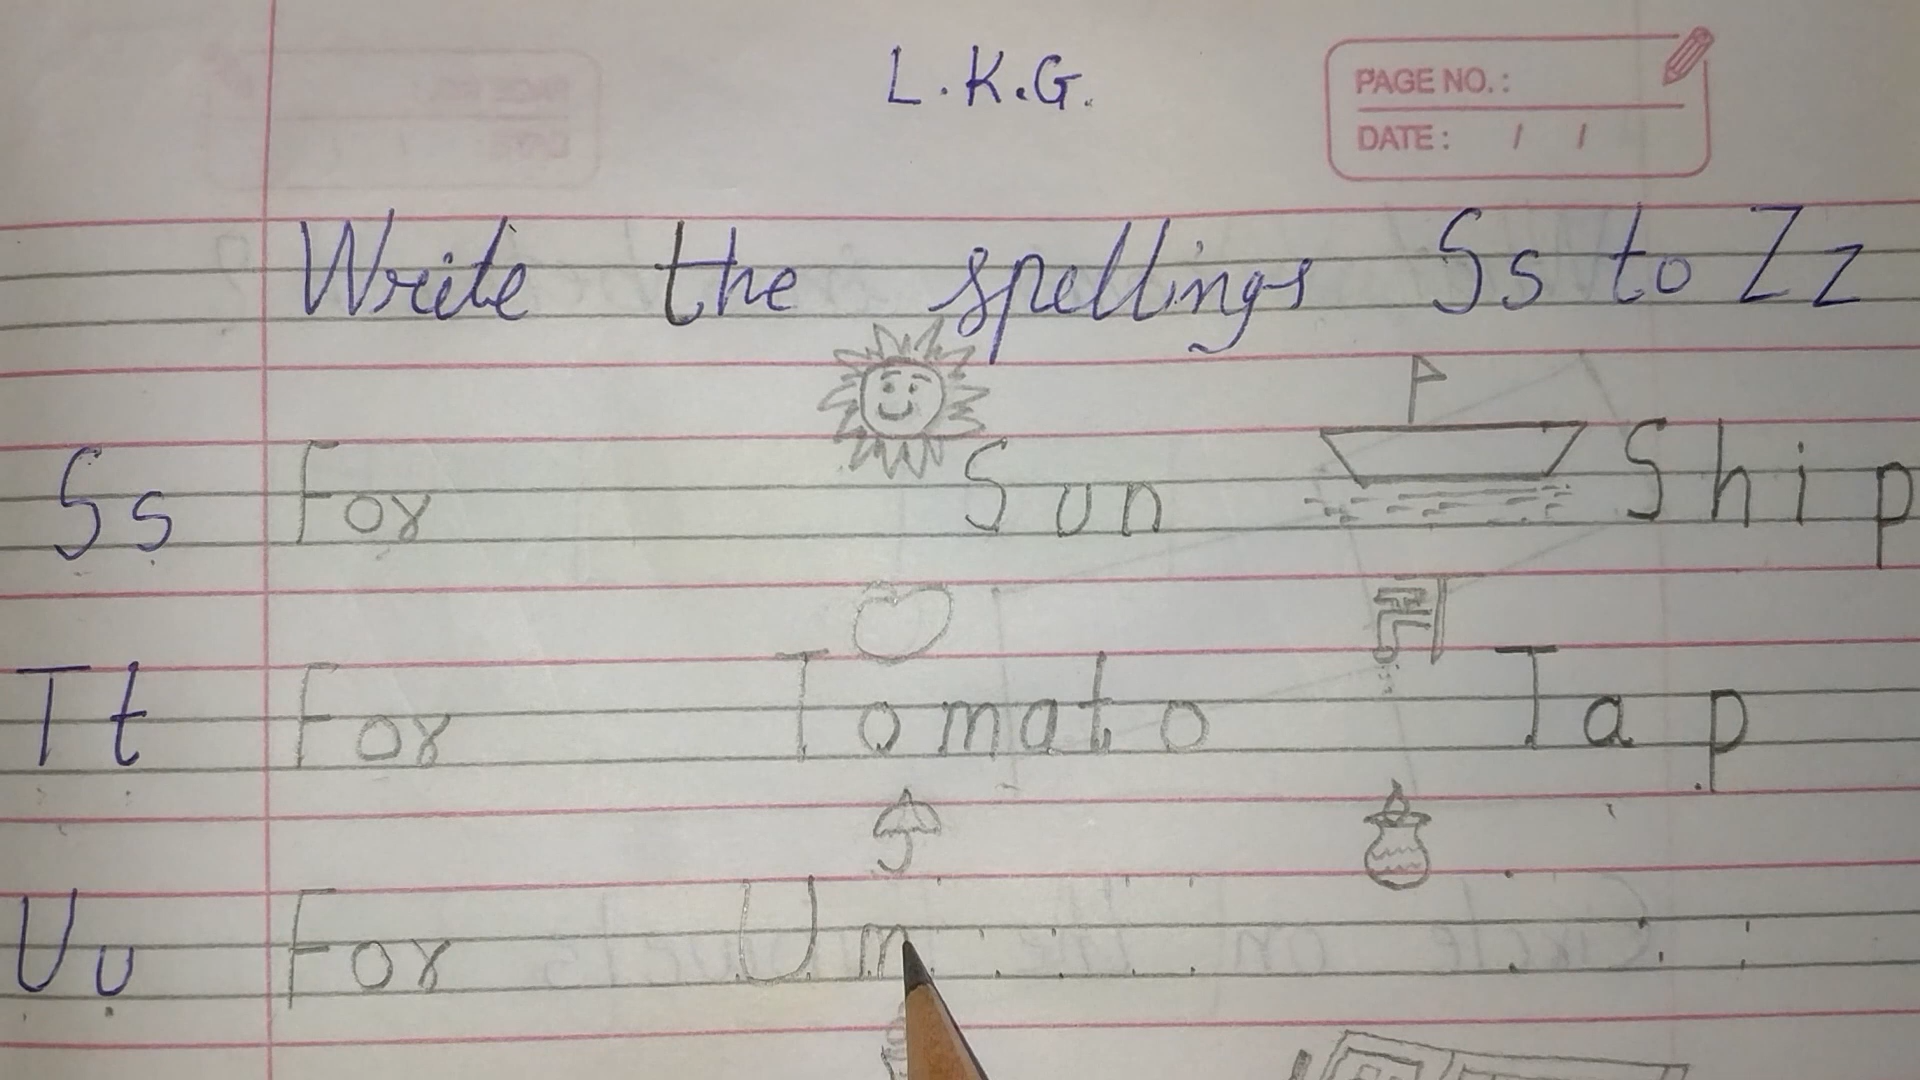 L.K.G.
PAGE NO.:
DATE: / /
Write the spellings Ss to Zz
Ss For Sun Ship
Tt For Tomato Tap
Uu For Um